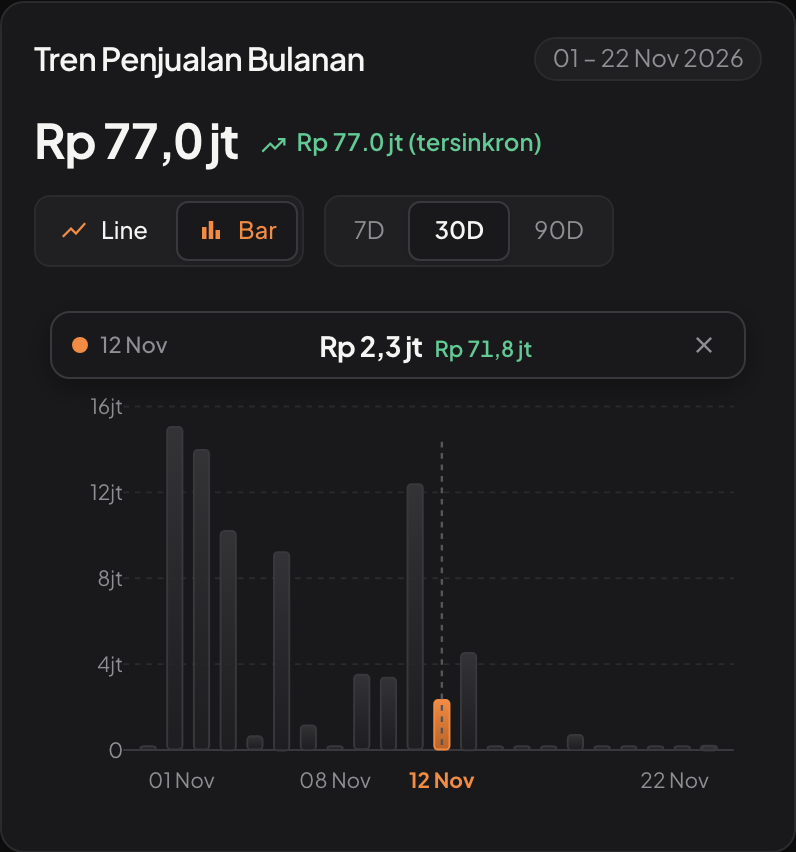 Tren Penjualan Bulanan
01 – 22 Nov 2026
Rp 77,0 jt
Rp 77.0 jt (tersinkron)
Line
Bar
7D
30D
90D
12 Nov
Rp 2,3 jt
Rp 71,8 jt
16jt
12jt
8jt
4jt
0
01 Nov
08 Nov
12 Nov
22 Nov